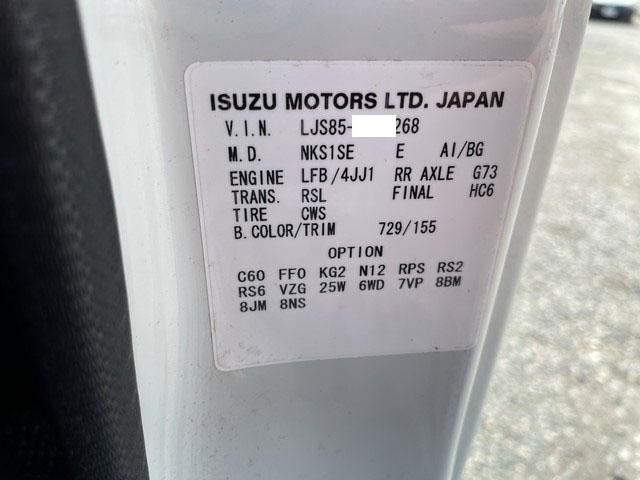 ISUZU MOTORS LTD. JAPAN
V.I.N. LJS85- 268
M.D. NKS1SE E AI/BG
ENGINE LFB/4JJ1 RR AXLE G73
TRANS. RSL FINAL HC6
TIRE CWS
B.COLOR/TRIM 729/155
OPTION
C60 FF0 KG2 N12 RPS RS2
RS6 VZG 25W 6WD 7VP 8BM
8JM 8NS